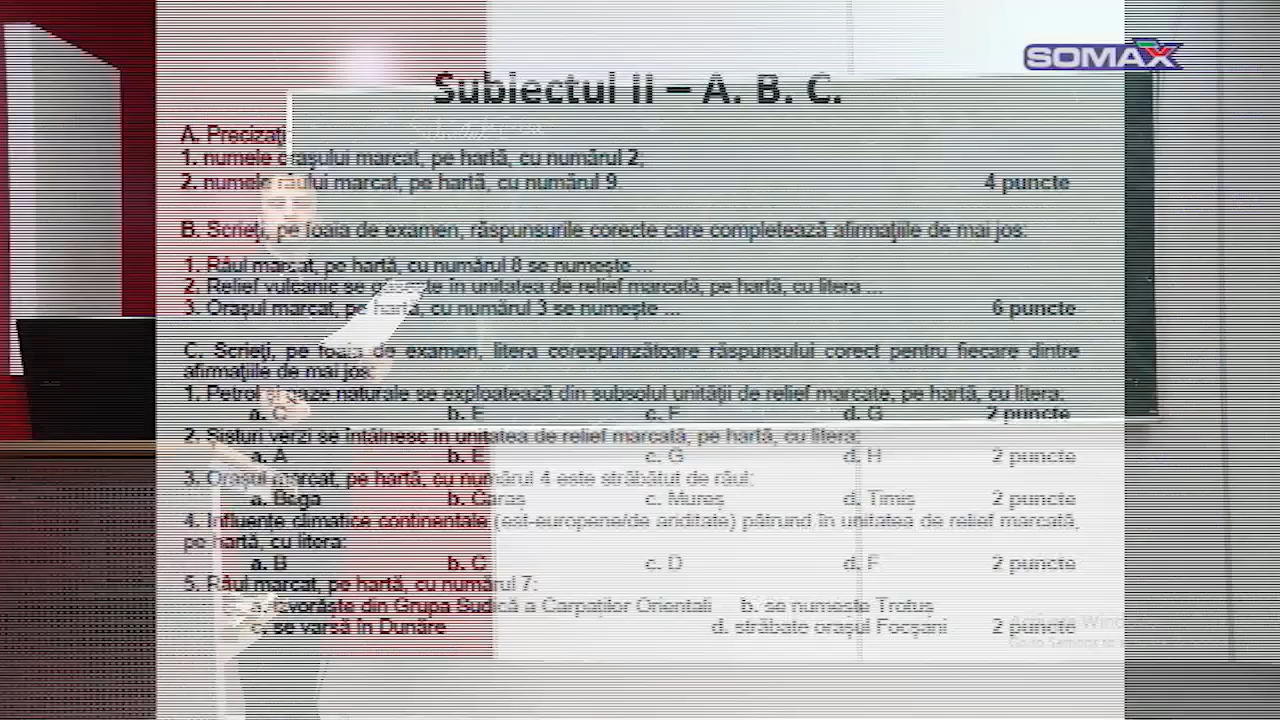 SOMAX
Subiectul II – A. B. C.
A. Precizați
1. numele orașului marcat, pe hartă, cu numărul 2;
2. numele râului marcat, pe hartă, cu numărul 9.
4 puncte
B. Scrieţi, pe foaia de examen, răspunsurile corecte care completează afirmaţiile de mai jos:
1. Râul marcat, pe hartă, cu numărul 8 se numește ...
2. Relief vulcanic se găsește în unitatea de relief marcată, pe hartă, cu litera ...
3. Orașul marcat, pe hartă, cu numărul 3 se numește ...
6 puncte
C. Scrieţi, pe foaia de examen, litera corespunzătoare răspunsului corect pentru fiecare dintre
afirmaţiile de mai jos:
1. Petrol și gaze naturale se exploatează din subsolul unităţii de relief marcate, pe hartă, cu litera:
a. C b. E c. F d. G 2 puncte
2. Șisturi verzi se întâlnesc în unitatea de relief marcată, pe hartă, cu litera:
a. A b. E c. G d. H 2 puncte
3. Orașul marcat, pe hartă, cu numărul 4 este străbătut de râul:
a. Bega b. Caraș c. Mureș d. Timiș 2 puncte
4. Influențe climatice continentale (est-europene/de ariditate) pătrund în unitatea de relief marcată,
pe hartă, cu litera:
a. B b. C c. D d. F 2 puncte
5. Râul marcat, pe hartă, cu numărul 7:
a. izvorăște din Grupa Sudică a Carpaților Orientali b. se numește Trotuș
c. se varsă în Dunăre d. străbate orașul Focșani 2 puncte